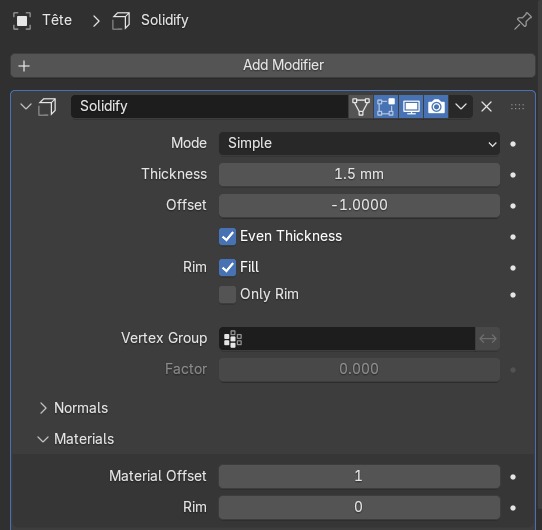 Tête > Solidify
Add Modifier
Solidify
Mode Simple
Thickness 1.5 mm
Offset -1.0000
Even Thickness
Rim Fill
Only Rim
Vertex Group
Factor 0.000
Normals
Materials
Material Offset 1
Rim 0